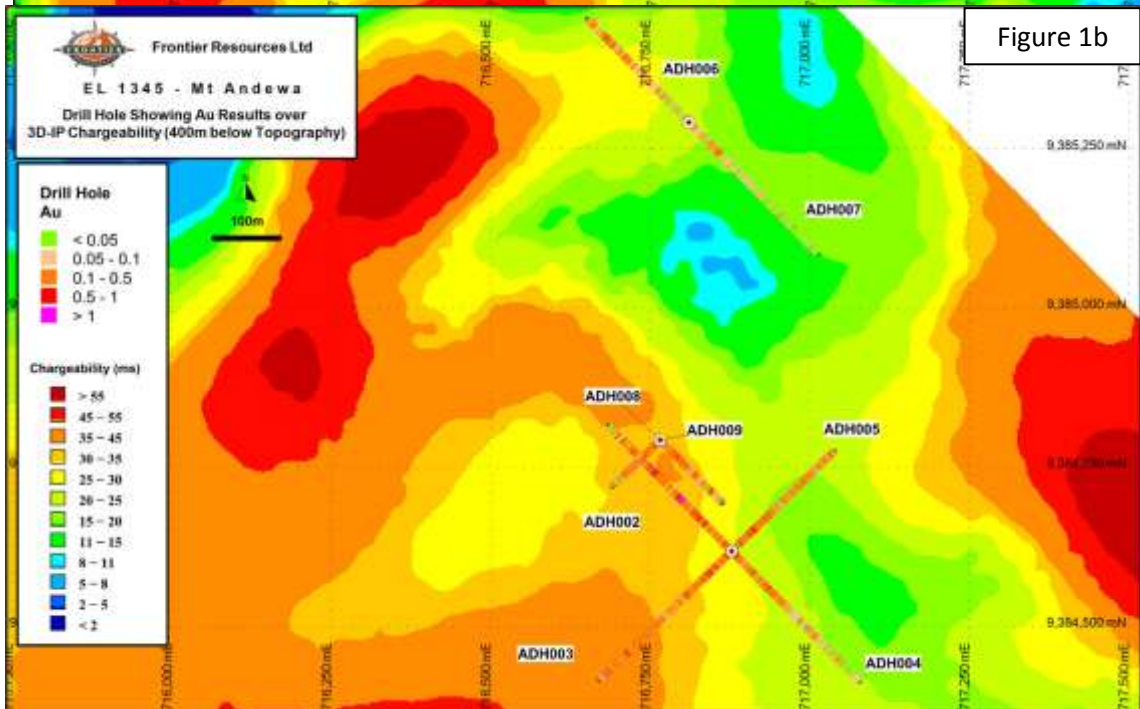 Figure 1b
FRONTIER
Frontier Resources Ltd
EL 1345 - Mt Andewa
Drill Hole Showing Au Results over
3D-IP Chargeability (400m below Topography)
Drill Hole
Au
< 0.05
0.05 - 0.1
0.1 - 0.5
0.5 - 1
> 1
100m
Chargeability (ms)
> 55
45 – 55
35 – 45
30 – 35
25 – 30
20 – 25
15 – 20
11 – 15
8 – 11
5 – 8
2 – 5
< 2
716,500 mE
716,750 mE
717,000 mE
ADH006
9,385,250 mN
ADH007
9,385,000 mN
ADH008
ADH009
ADH005
ADH002
9,384,500 mN
ADH003
ADH004
716,000 mE
716,250 mE
716,500 mE
716,750 mE
717,000 mE
717,250 mE
717,500 mE